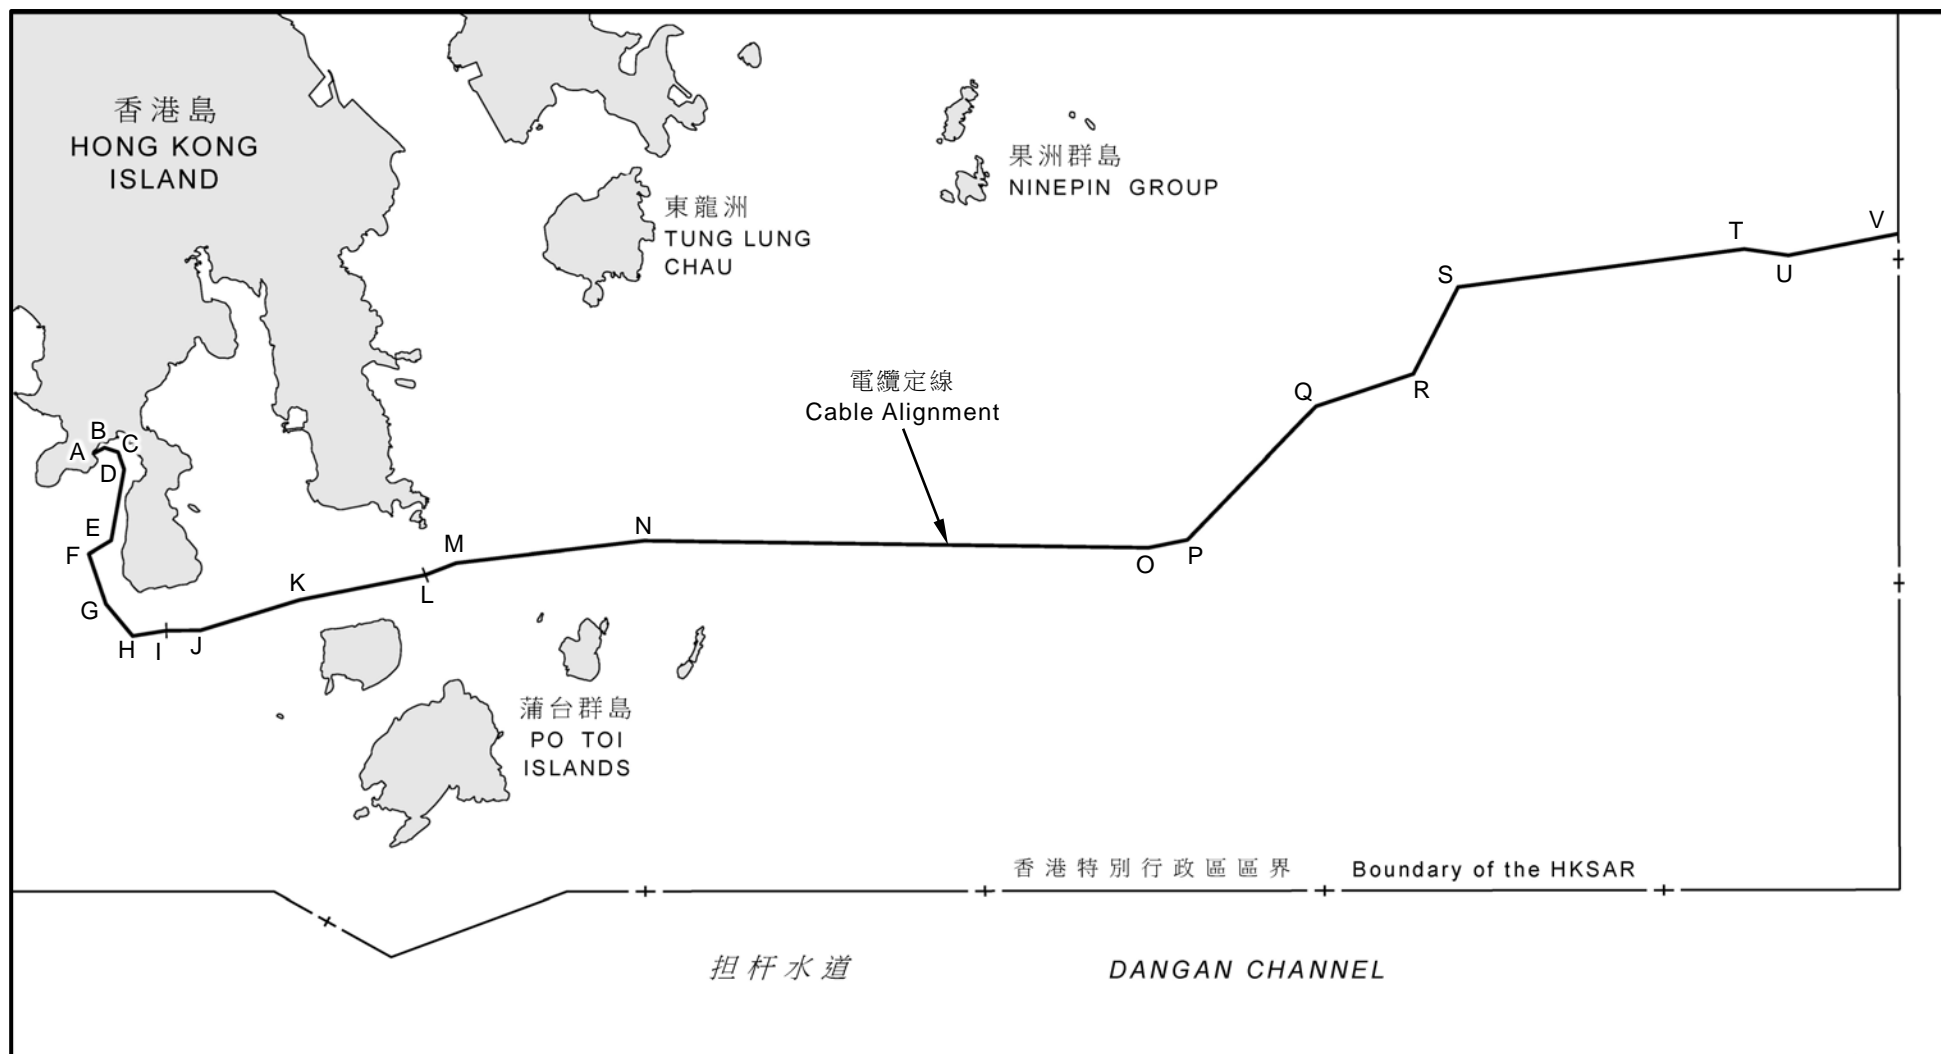 香港島
HONG KONG
ISLAND
東龍洲
TUNG LUNG
CHAU
果洲群島
NINEPIN GROUP
電纜定線
Cable Alignment
A
B
C
D
E
F
G
H
I
J
K
L
M
N
O
P
Q
R
S
T
U
V
蒲台群島
PO TOI
ISLANDS
香港特別行政區區界 Boundary of the HKSAR
担杆水道 DANGAN CHANNEL